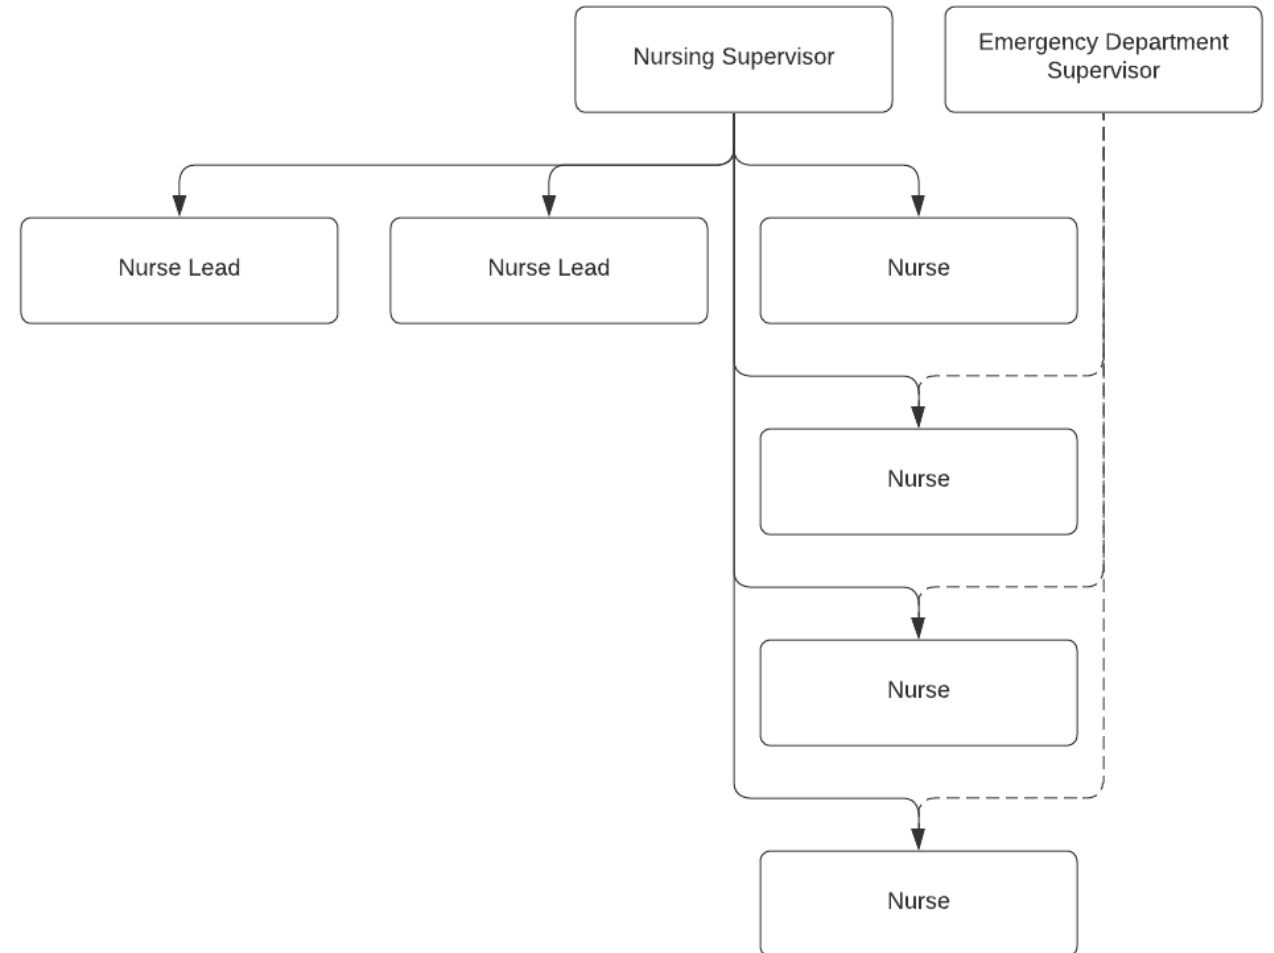 Nursing Supervisor
Emergency Department
Supervisor
Nurse Lead
Nurse Lead
Nurse
Nurse
Nurse
Nurse